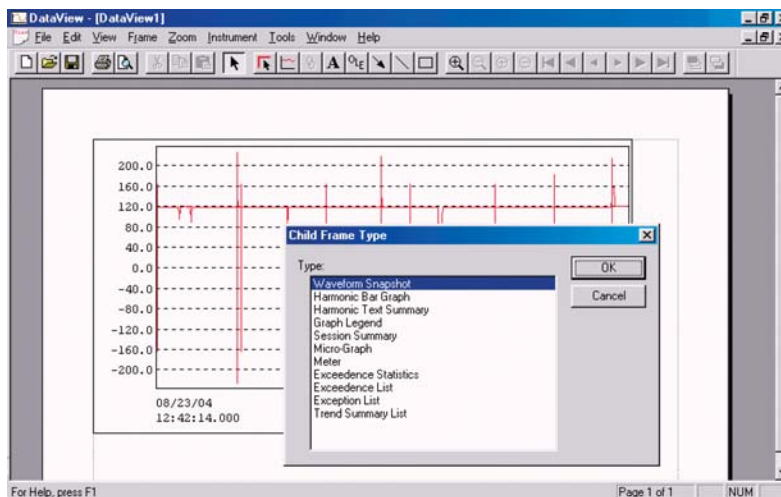 DataView - [DataView1]
File Edit View Frame Zoom Instrument Tools Window Help
A OLE
200.0
160.0
120.0
80.0
40.0
0.0
-40.0
-80.0
-120.0
-160.0
-200.0
08/23/04
12:42:14.000
Child Frame Type
Type:
Waveform Snapshot
Harmonic Bar Graph
Harmonic Text Summary
Graph Legend
Session Summary
Micro-Graph
Meter
Exceedence Statistics
Exceedence List
Exception List
Trend Summary List
OK
Cancel
For Help, press F1
Page 1 of 1
NUM